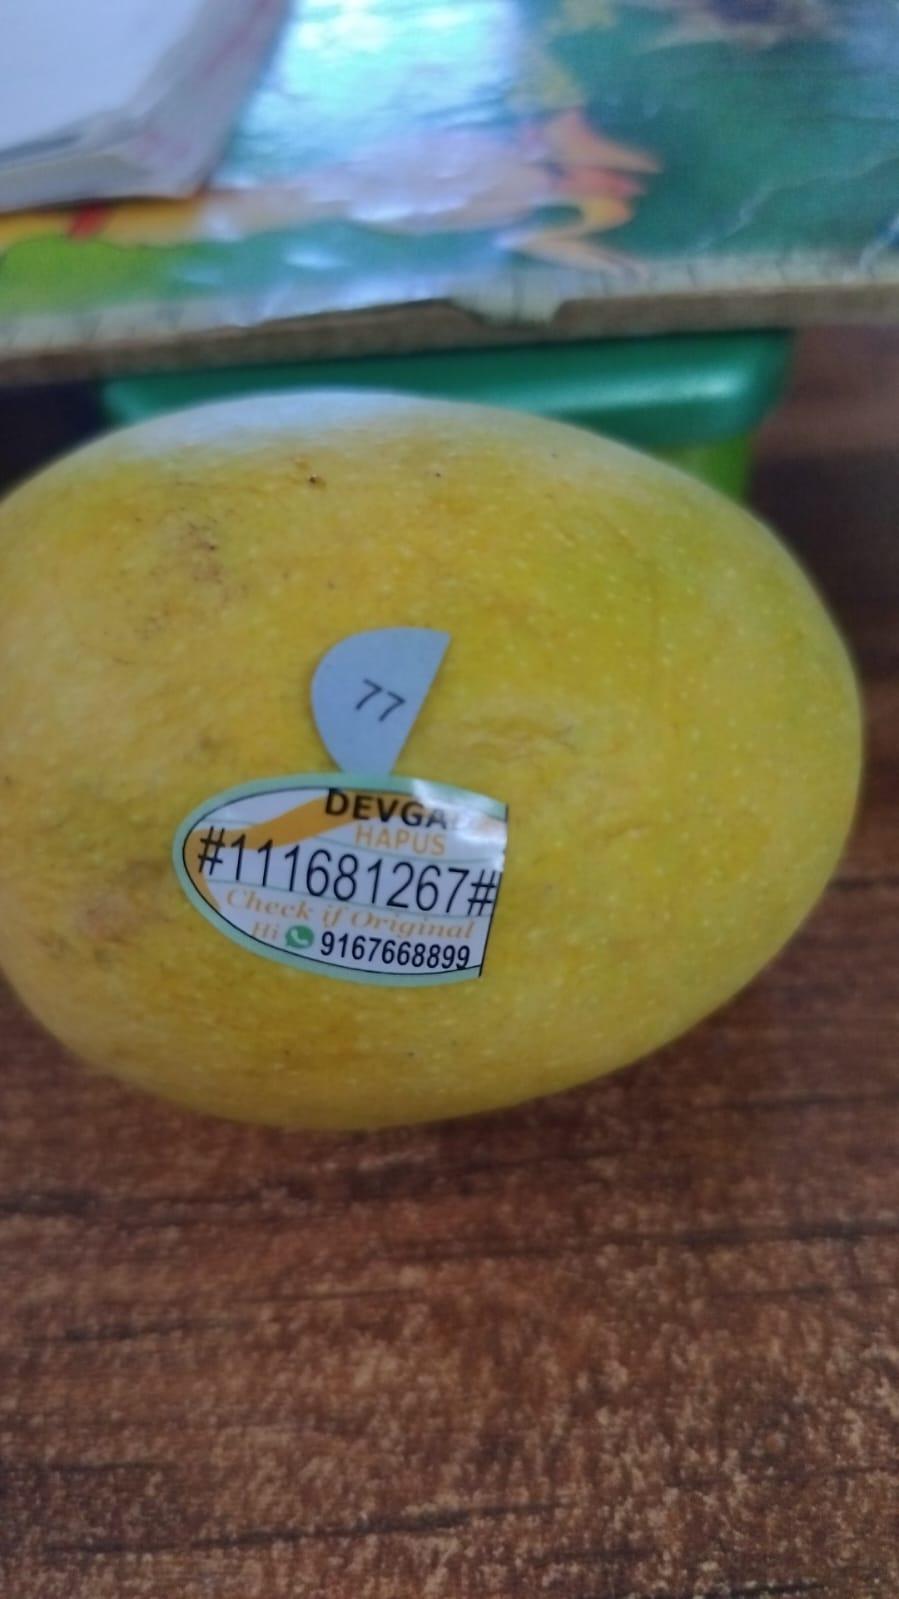 77
DEVGA
HAPUS
#111681267#
Check if Original
Hi 9167668899